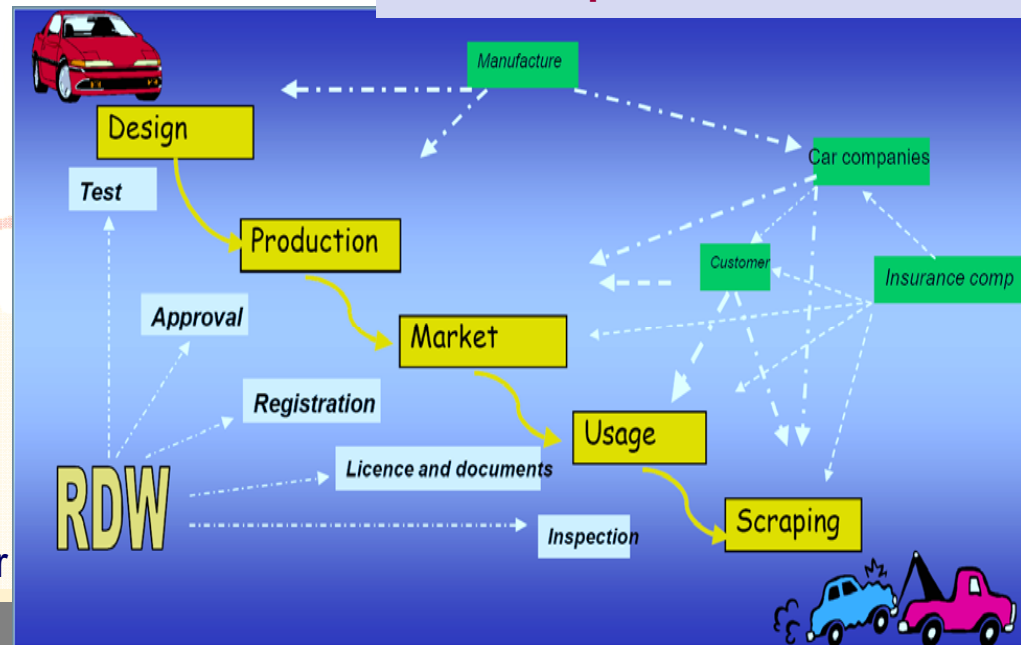 Manufacture
Design
Car companies
Test
Production
Customer
Insurance comp
Approval
Market
Registration
Usage
Licence and documents
RDW
Scraping
Inspection
r